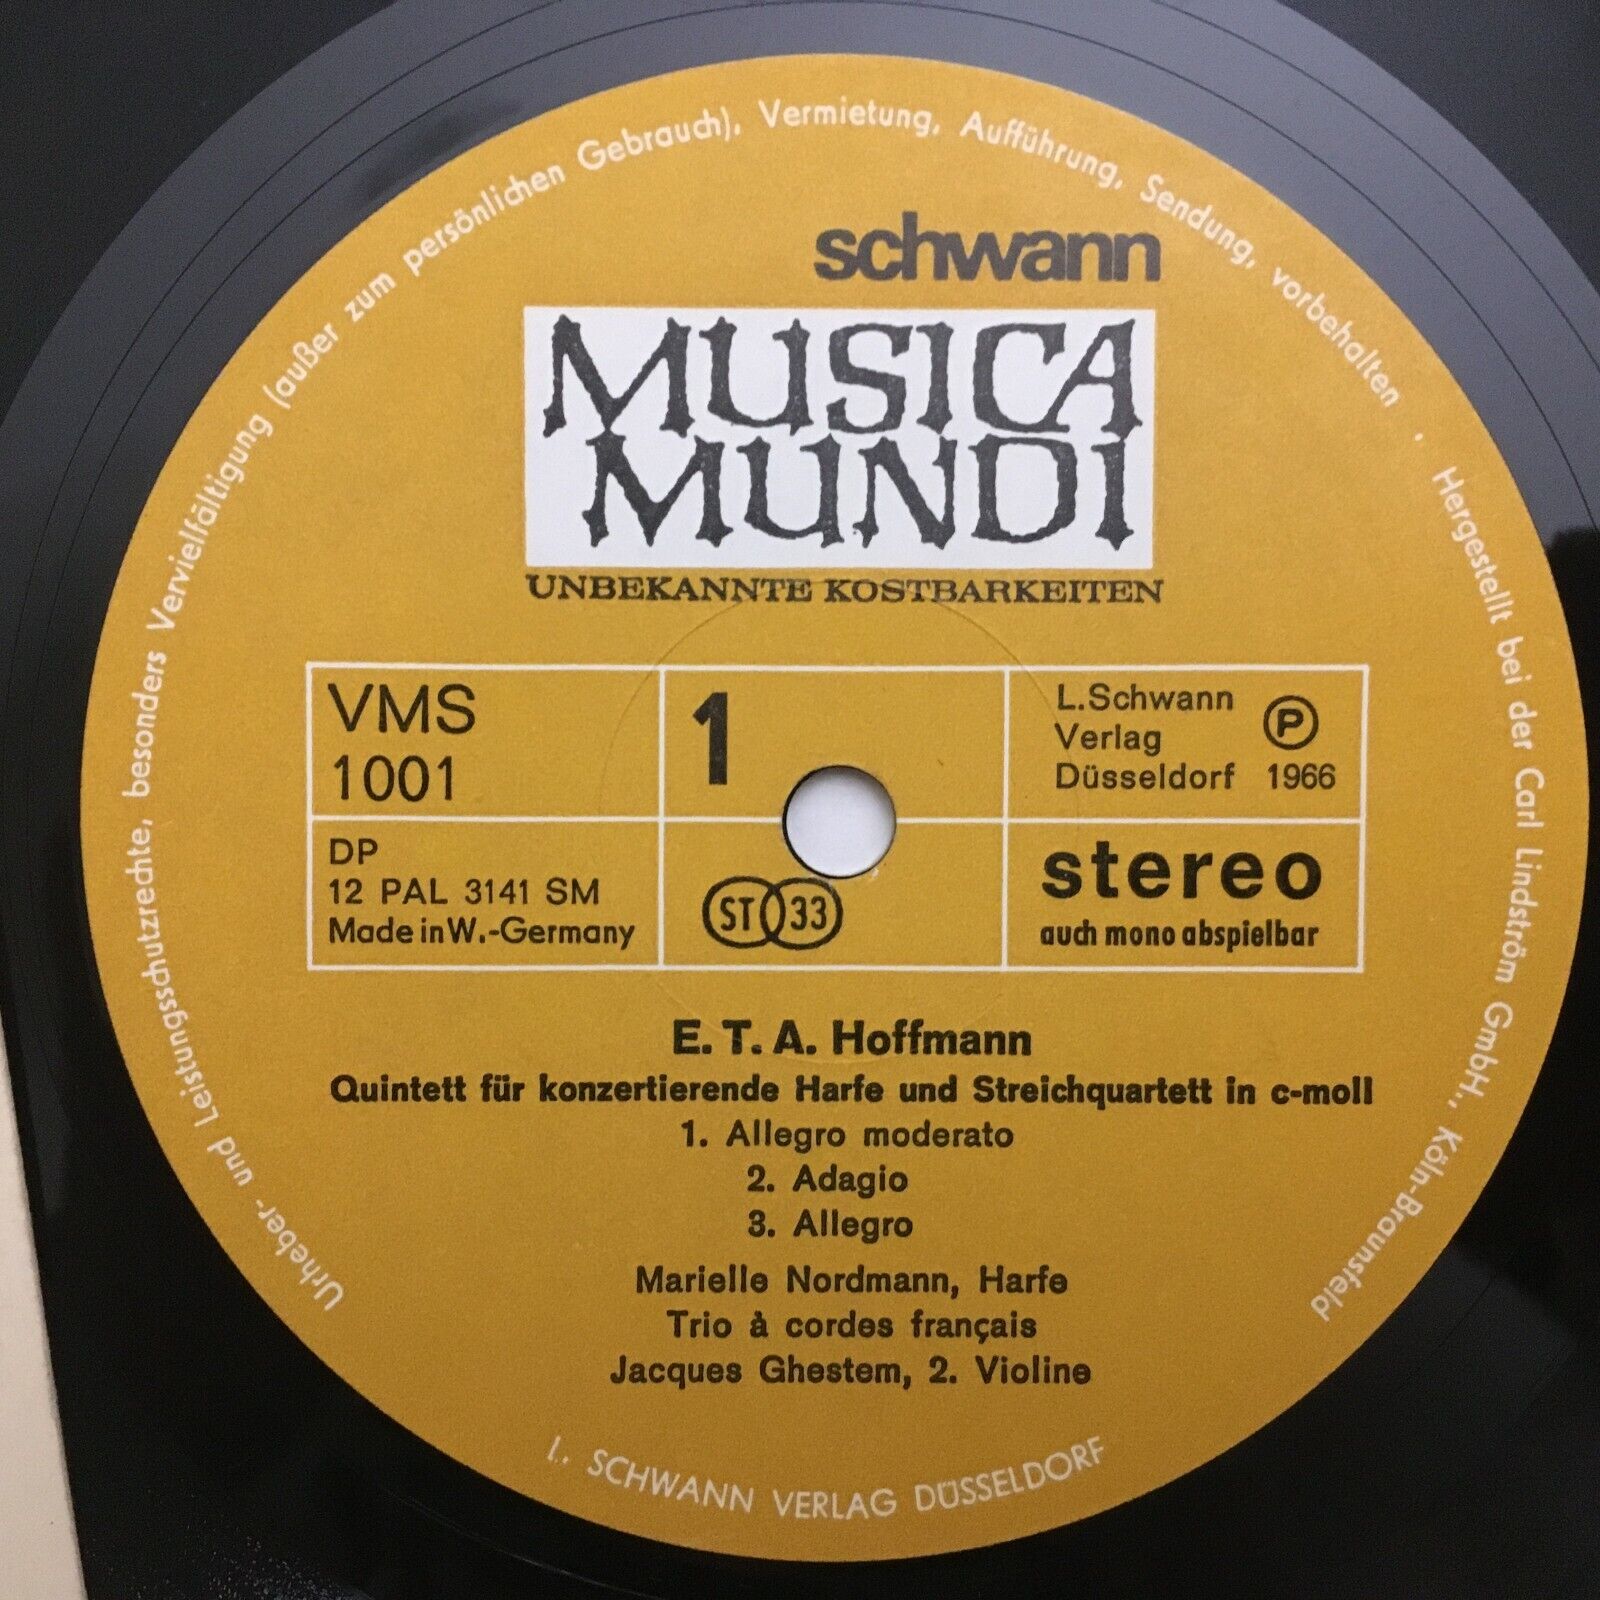 Urheber- und Leistungsschutzrechte, besonders Vervielfältigung (außer zum persönlichen Gebrauch), Vermietung, Aufführung, Sendung, vorbehalten · Hergestellt bei der Carl Lindström GmbH., Köln-Braunsfeld
schwann
MUSICA
MUNDI
UNBEKANNTE KOSTBARKEITEN
VMS
1001
1
L.Schwann
Verlag
Düsseldorf
Ⓟ
1966
DP
12 PAL 3141 SM
Made in W.-Germany
ST 33
stereo
auch mono abspielbar
E. T. A. Hoffmann
Quintett für konzertierende Harfe und Streichquartett in c-moll
1. Allegro moderato
2. Adagio
3. Allegro
Marielle Nordmann, Harfe
Trio à cordes français
Jacques Ghestem, 2. Violine
L. SCHWANN VERLAG DÜSSELDORF